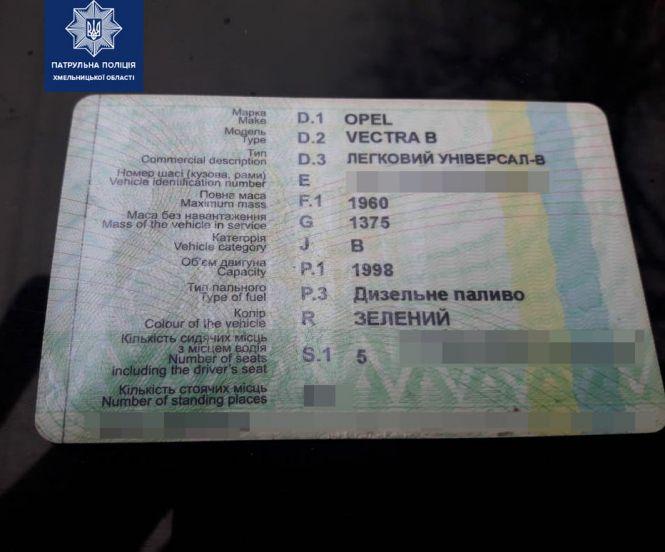 ПАТРУЛЬНА ПОЛІЦІЯ
ХМЕЛЬНИЦЬКОЇ ОБЛАСТІ
Марка
Make D.1 OPEL
Модель
Type D.2 VECTRA B
Тип
Commercial description D.3 ЛЕГКОВИЙ УНІВЕРСАЛ-В
Номер шасі (кузова, рами)
Vehicle identification number E
Повна маса
Maximum mass F.1 1960
Маса без навантаження
Mass of the vehicle in service G 1375
Категорія
Vehicle category J B
Об'єм двигуна
Capacity P.1 1998
Тип пального
Type of fuel P.3 Дизельне паливо
Колір
Colour of the vehicle R ЗЕЛЕНИЙ
Кількість сидячих місць
з місцем водія
Number of seats S.1 5
including the driver's seat
Кількість стоячих місць
Number of standing places